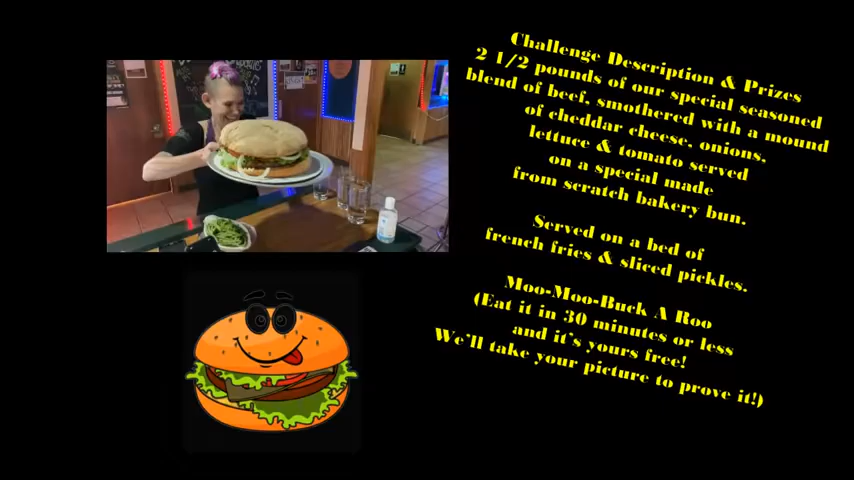 Challenge Description & Prizes
2 1/2 pounds of our special seasoned
blend of beef, smothered with a mound
of cheddar cheese, onions,
lettuce & tomato served
on a special made
from scratch bakery bun.
Served on a bed of
french fries & sliced pickles.
Moo-Moo-Buck A Roo
(Eat it in 30 minutes or less
and it's yours free!
We'll take your picture to prove it!)